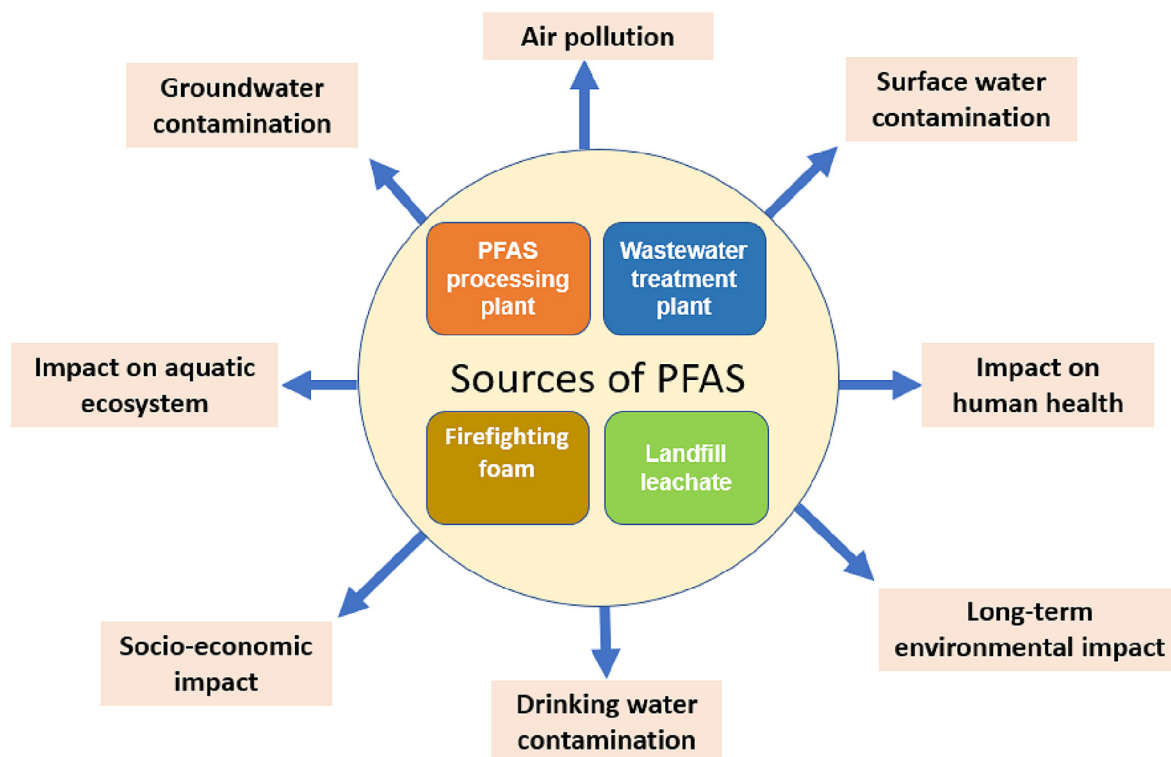 Air pollution
Groundwater
contamination
Surface water
contamination
PFAS
processing
plant
Wastewater
treatment
plant
Sources of PFAS
Impact on aquatic
ecosystem
Impact on
human health
Firefighting
foam
Landfill
leachate
Socio-economic
impact
Long-term
environmental impact
Drinking water
contamination